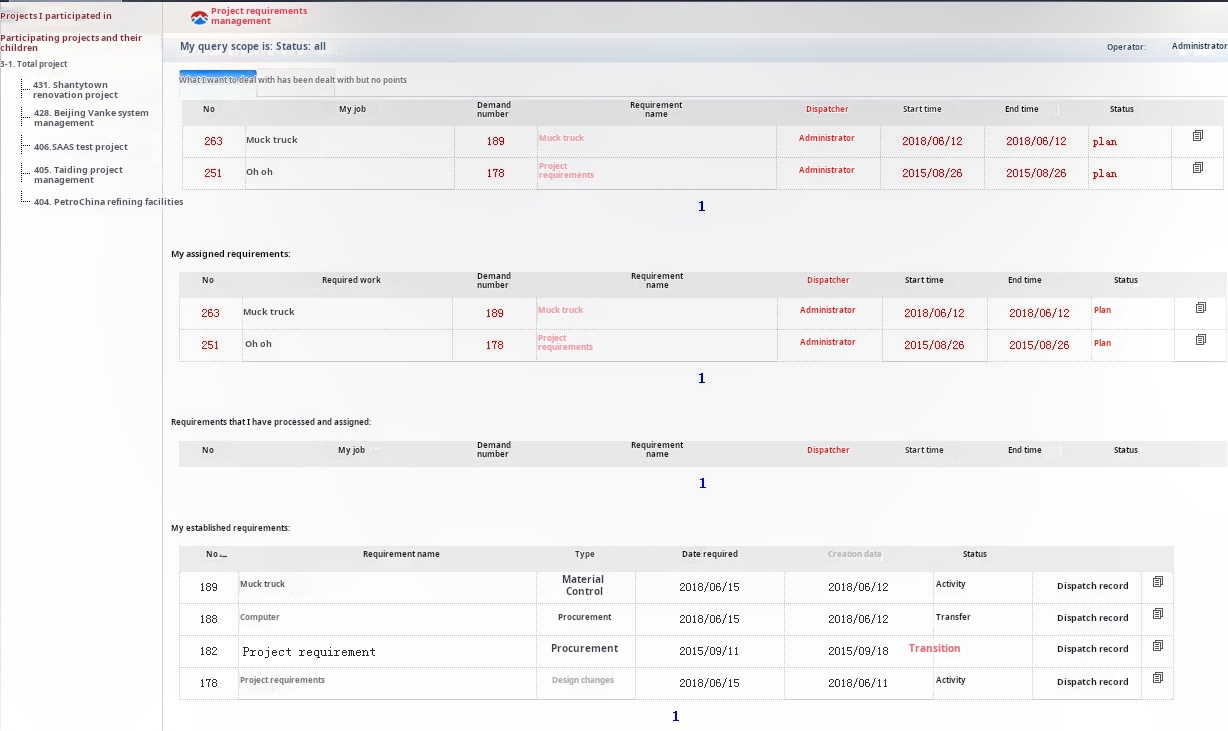 Projects I participated in
Participating projects and their
children
3-1. Total project
431. Shantytown
renovation project
428. Beijing Vanke system
management
406.SAAS test project
405. Taiding project
management
404. PetroChina refining facilities
Project requirements
management
My query scope is: Status: all
Operator: Administrator
What I want to deal with has been dealt with but no points
No My job Demand number Requirement name Dispatcher Start time End time Status
263 Muck truck 189 Muck truck Administrator 2018/06/12 2018/06/12 plan
251 Oh oh 178 Project requirements Administrator 2015/08/26 2015/08/26 plan
1
My assigned requirements:
No Required work Demand number Requirement name Dispatcher Start time End time Status
263 Muck truck 189 Muck truck Administrator 2018/06/12 2018/06/12 Plan
251 Oh oh 178 Project requirements Administrator 2015/08/26 2015/08/26 Plan
1
Requirements that I have processed and assigned:
No My job Demand number Requirement name Dispatcher Start time End time Status
1
My established requirements:
No Requirement name Type Date required Creation date Status
189 Muck truck Material Control 2018/06/15 2018/06/12 Activity Dispatch record
188 Computer Procurement 2018/06/15 2018/06/12 Transfer Dispatch record
182 Project requirement Procurement 2015/09/11 2015/09/18 Transition Dispatch record
178 Project requirements Design changes 2018/06/15 2018/06/11 Activity Dispatch record
1